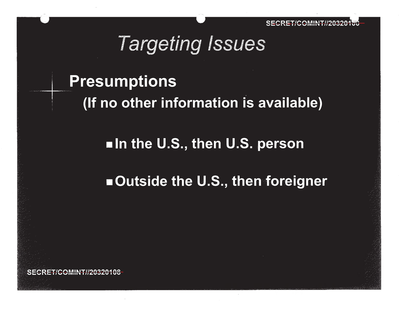 SECRET/COMINT//20320108
Targeting Issues
Presumptions
(If no other information is available)
■In the U.S., then U.S. person
■Outside the U.S., then foreigner
SECRET/COMINT//20320108